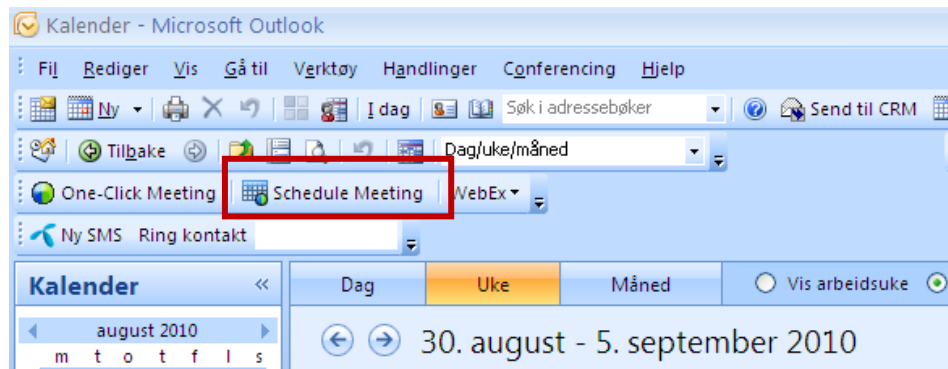 Kalender - Microsoft Outlook
Fil Rediger Vis Gå til Verktøy Handlinger Conferencing Hjelp
Ny I dag Søk i adressebøker Send til CRM
Tilbake Dag/uke/måned
One-Click Meeting Schedule Meeting WebEx
Ny SMS Ring kontakt
Kalender « Dag Uke Måned Vis arbeidsuke
august 2010
30. august - 5. september 2010
m t o t f l s